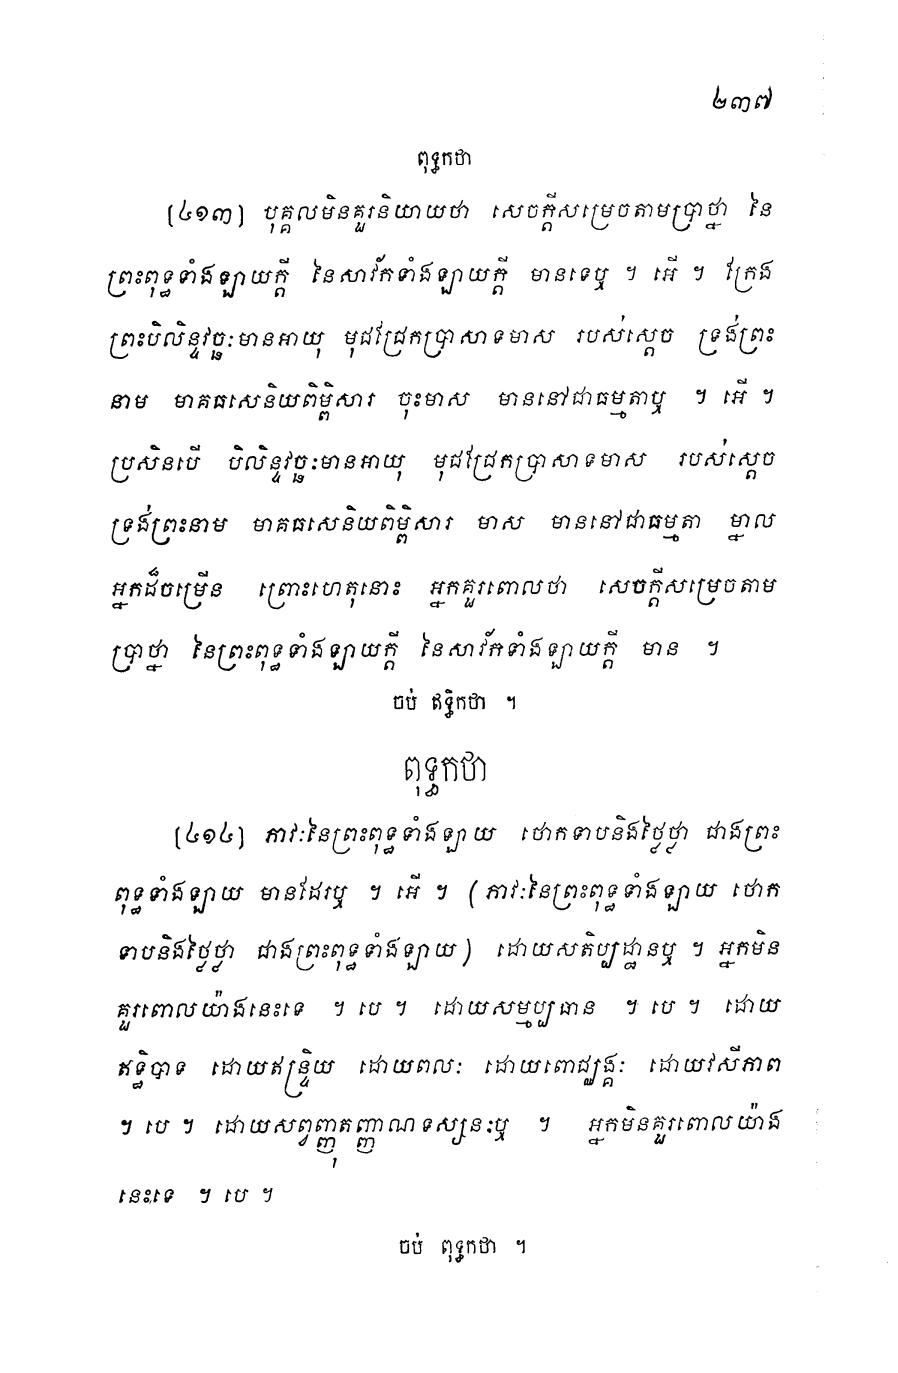 ២៣៧
ពុទ្ធកថា
[៤១៣] បុគ្គលមិនគួរនិយាយថា សេចក្តីសម្រេចតាមប្រាថ្នា នៃ
ព្រះពុទ្ធទាំងឡាយក្តី នៃសាវ័កទាំងឡាយក្តី មានទេឬ ។ អើ ។ ក្រែង
ព្រះបិលិន្ទវច្ឆៈមានអាយុ មុជជ្រែកប្រាសាទមាស របស់ស្តេច ទ្រង់ព្រះ
នាម មាគធសេនិយពិម្ពិសារ ចុះមាស មាននៅជាធម្មតាឬ ។ អើ ។
ប្រសិនបើ បិលិន្ទវច្ឆៈមានអាយុ មុជជ្រែកប្រាសាទមាស របស់ស្តេច
ទ្រង់ព្រះនាម មាគធសេនិយពិម្ពិសារ មាស មាននៅជាធម្មតា ម្នាល
អ្នកដ៏ចម្រើន ព្រោះហេតុនោះ អ្នកគួរពោលថា សេចក្តីសម្រេចតាម
ប្រាថ្នា នៃព្រះពុទ្ធទាំងឡាយក្តី នៃសាវ័កទាំងឡាយក្តី មាន ។
ចប់ ឥទ្ធិកថា ។
ពុទ្ធកថា
[៤១៤] ភាវៈនៃព្រះពុទ្ធទាំងឡាយ ថោកទាបនិងថ្លៃថ្លា ជាងព្រះ
ពុទ្ធទាំងឡាយ មានដែរឬ ។ អើ ។ (ភាវៈនៃព្រះពុទ្ធទាំងឡាយ ថោក
ទាបនិងថ្លៃថ្លា ជាងព្រះពុទ្ធទាំងឡាយ) ដោយសតិប្បដ្ឋានឬ ។ អ្នកមិន
គួរពោលយ៉ាងនេះទេ ។ បេ ។ ដោយសម្មប្បធាន ។ បេ ។ ដោយ
ឥទ្ធិបាទ ដោយឥន្ទ្រិយ ដោយពលៈ ដោយពោជ្ឈង្គៈ ដោយវសីភាព
។ បេ ។ ដោយសព្វញ្ញុតញ្ញាណទស្សនៈឬ ។ អ្នកមិនគួរពោលយ៉ាង
នេះទេ ។ បេ ។
ចប់ ពុទ្ធកថា ។